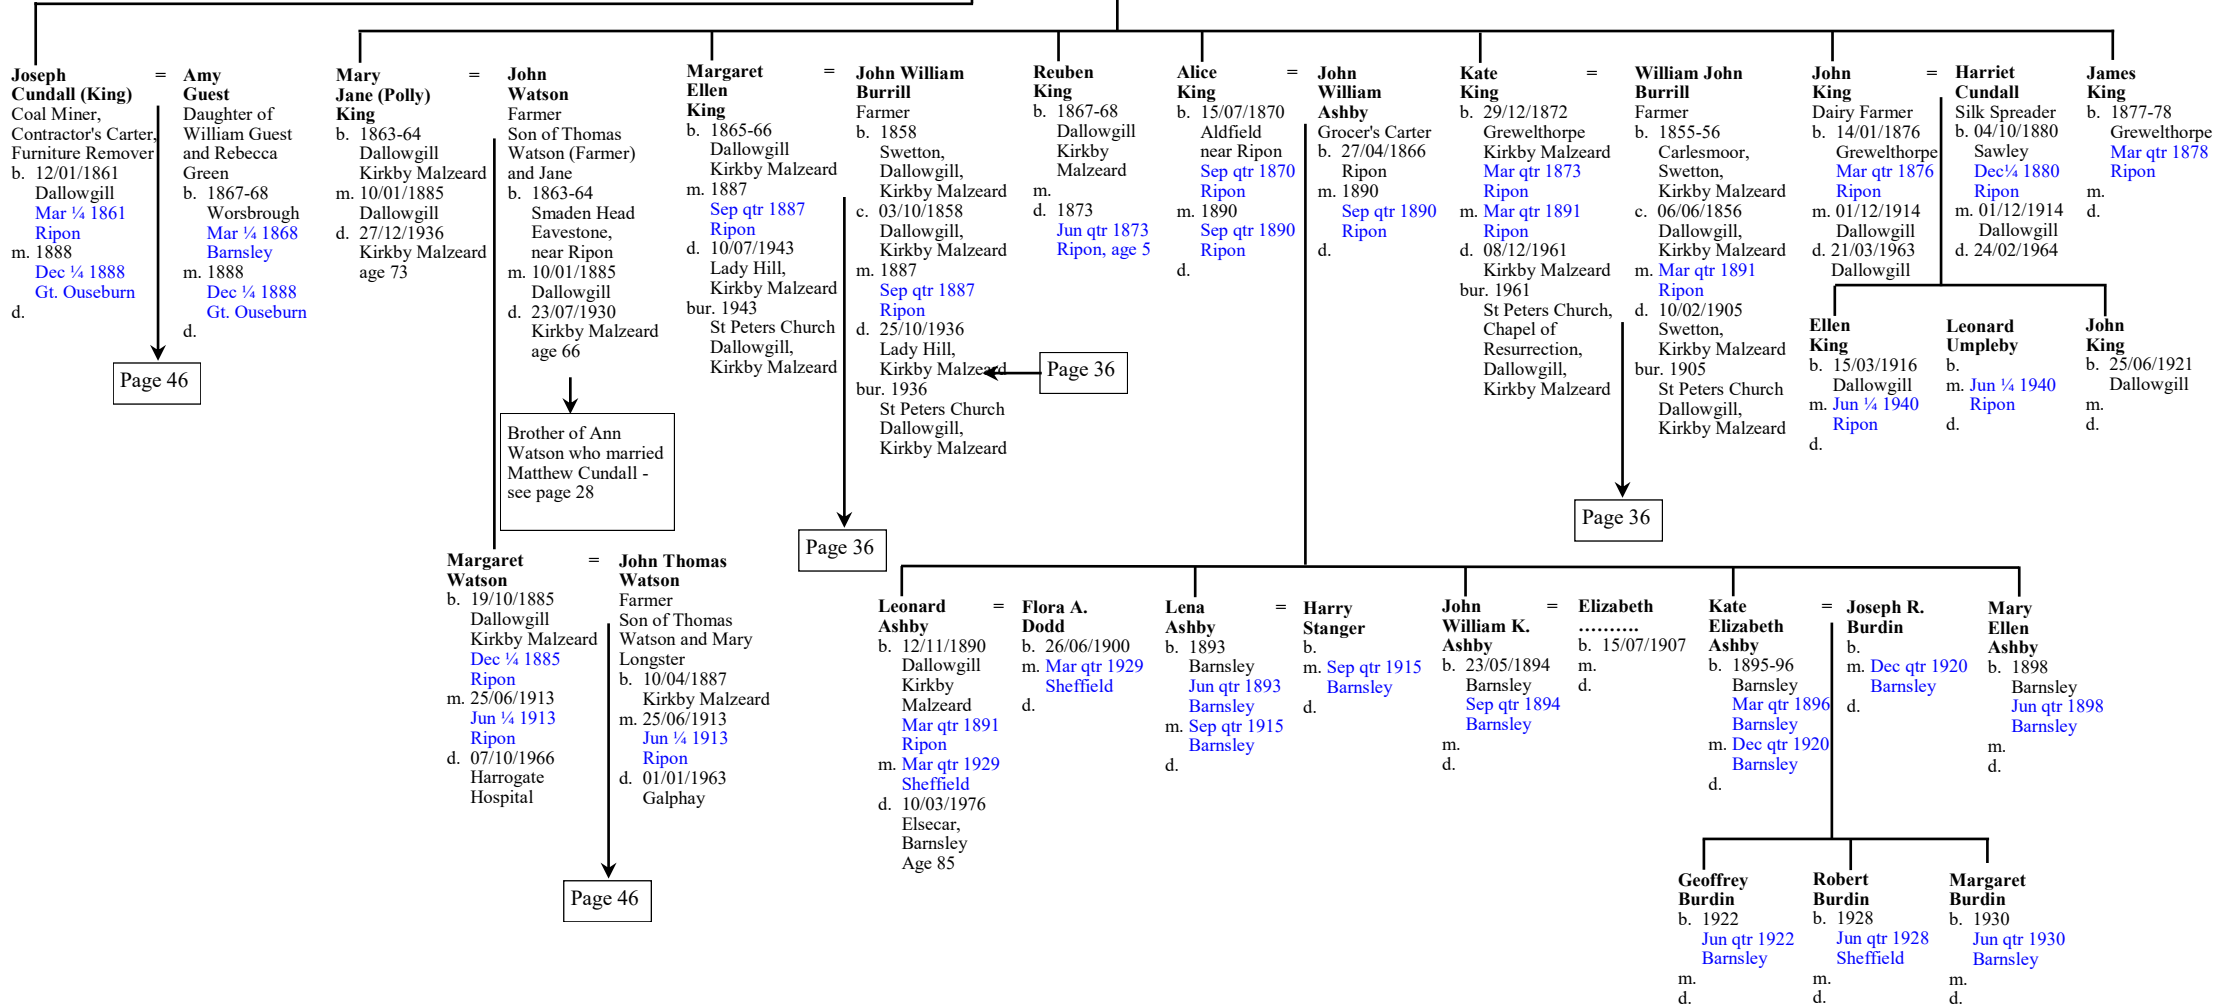 Joseph
Cundall (King)
Coal Miner,
Contractor's Carter,
Furniture Remover
b. 12/01/1861
Dallowgill
Mar ¼ 1861
Ripon
m. 1888
Dec ¼ 1888
Gt. Ouseburn
d.
=
Amy
Guest
Daughter of
William Guest
and Rebecca
Green
b. 1867-68
Worsbrough
Mar ¼ 1868
Barnsley
m. 1888
Dec ¼ 1888
Gt. Ouseburn
d.
Page 46
Mary
Jane (Polly)
King
b. 1863-64
Dallowgill
Kirkby Malzeard
m. 10/01/1885
Dallowgill
d. 27/12/1936
Kirkby Malzeard
age 73
=
John
Watson
Farmer
Son of Thomas
Watson (Farmer)
and Jane
b. 1863-64
Smaden Head
Eavestone,
near Ripon
m. 10/01/1885
Dallowgill
d. 23/07/1930
Kirkby Malzeard
age 66
Brother of Ann
Watson who married
Matthew Cundall -
see page 28
Margaret
Ellen
King
b. 1865-66
Dallowgill
Kirkby Malzeard
m. 1887
Sep qtr 1887
Ripon
d. 10/07/1943
Lady Hill,
Kirkby Malzeard
bur. 1943
St Peters Church
Dallowgill,
Kirkby Malzeard
=
John William
Burrill
Farmer
b. 1858
Swetton,
Dallowgill,
Kirkby Malzeard
c. 03/10/1858
Dallowgill,
Kirkby Malzeard
m. 1887
Sep qtr 1887
Ripon
d. 25/10/1936
Lady Hill,
Kirkby Malzeard
bur. 1936
St Peters Church
Dallowgill,
Kirkby Malzeard
Page 36
Page 36
Reuben
King
b. 1867-68
Dallowgill
Kirkby
Malzeard
m.
d. 1873
Jun qtr 1873
Ripon, age 5
Alice
King
b. 15/07/1870
Aldfield
near Ripon
Sep qtr 1870
Ripon
m. 1890
Sep qtr 1890
Ripon
d.
=
John
William
Ashby
Grocer's Carter
b. 27/04/1866
Ripon
m. 1890
Sep qtr 1890
Ripon
d.
Kate
King
b. 29/12/1872
Grewelthorpe
Kirkby Malzeard
Mar qtr 1873
Ripon
m. Mar qtr 1891
Ripon
d. 08/12/1961
Kirkby Malzeard
bur. 1961
St Peters Church,
Chapel of
Resurrection,
Dallowgill,
Kirkby Malzeard
=
William John
Burrill
Farmer
b. 1855-56
Carlesmoor,
Swetton,
Kirkby Malzeard
c. 06/06/1856
Dallowgill,
Kirkby Malzeard
m. Mar qtr 1891
Ripon
d. 10/02/1905
Swetton,
Kirkby Malzeard
bur. 1905
St Peters Church
Dallowgill,
Kirkby Malzeard
Page 36
John
King
Dairy Farmer
b. 14/01/1876
Grewelthorpe
Mar qtr 1876
Ripon
m. 01/12/1914
Dallowgill
d. 21/03/1963
Dallowgill
=
Harriet
Cundall
Silk Spreader
b. 04/10/1880
Sawley
Dec¼ 1880
Ripon
m. 01/12/1914
Dallowgill
d. 24/02/1964
James
King
b. 1877-78
Grewelthorpe
Mar qtr 1878
Ripon
m.
d.
Ellen
King
b. 15/03/1916
Dallowgill
m. Jun ¼ 1940
Ripon
d.
Leonard
Umpleby
b.
m. Jun ¼ 1940
Ripon
d.
John
King
b. 25/06/1921
Dallowgill
m.
d.
Margaret
Watson
b. 19/10/1885
Dallowgill
Kirkby Malzeard
Dec ¼ 1885
Ripon
m. 25/06/1913
Jun ¼ 1913
Ripon
d. 07/10/1966
Harrogate
Hospital
=
John Thomas
Watson
Farmer
Son of Thomas
Watson and Mary
Longster
b. 10/04/1887
Kirkby Malzeard
m. 25/06/1913
Jun ¼ 1913
Ripon
d. 01/01/1963
Galphay
Page 46
Leonard
Ashby
b. 12/11/1890
Dallowgill
Kirkby
Malzeard
Mar qtr 1891
Ripon
m. Mar qtr 1929
Sheffield
d. 10/03/1976
Elsecar,
Barnsley
Age 85
=
Flora A.
Dodd
b. 26/06/1900
m. Mar qtr 1929
Sheffield
d.
Lena
Ashby
b. 1893
Barnsley
Jun qtr 1893
Barnsley
m. Sep qtr 1915
Barnsley
d.
=
Harry
Stanger
b.
m. Sep qtr 1915
Barnsley
d.
John
William K.
Ashby
b. 23/05/1894
Barnsley
Sep qtr 1894
Barnsley
m.
d.
=
Elizabeth
……….
b. 15/07/1907
m.
d.
Kate
Elizabeth
Ashby
b. 1895-96
Barnsley
Mar qtr 1896
Barnsley
m. Dec qtr 1920
Barnsley
d.
=
Joseph R.
Burdin
b.
m. Dec qtr 1920
Barnsley
d.
Mary
Ellen
Ashby
b. 1898
Barnsley
Jun qtr 1898
Barnsley
m.
d.
Geoffrey
Burdin
b. 1922
Jun qtr 1922
Barnsley
m.
d.
Robert
Burdin
b. 1928
Jun qtr 1928
Sheffield
m.
d.
Margaret
Burdin
b. 1930
Jun qtr 1930
Barnsley
m.
d.